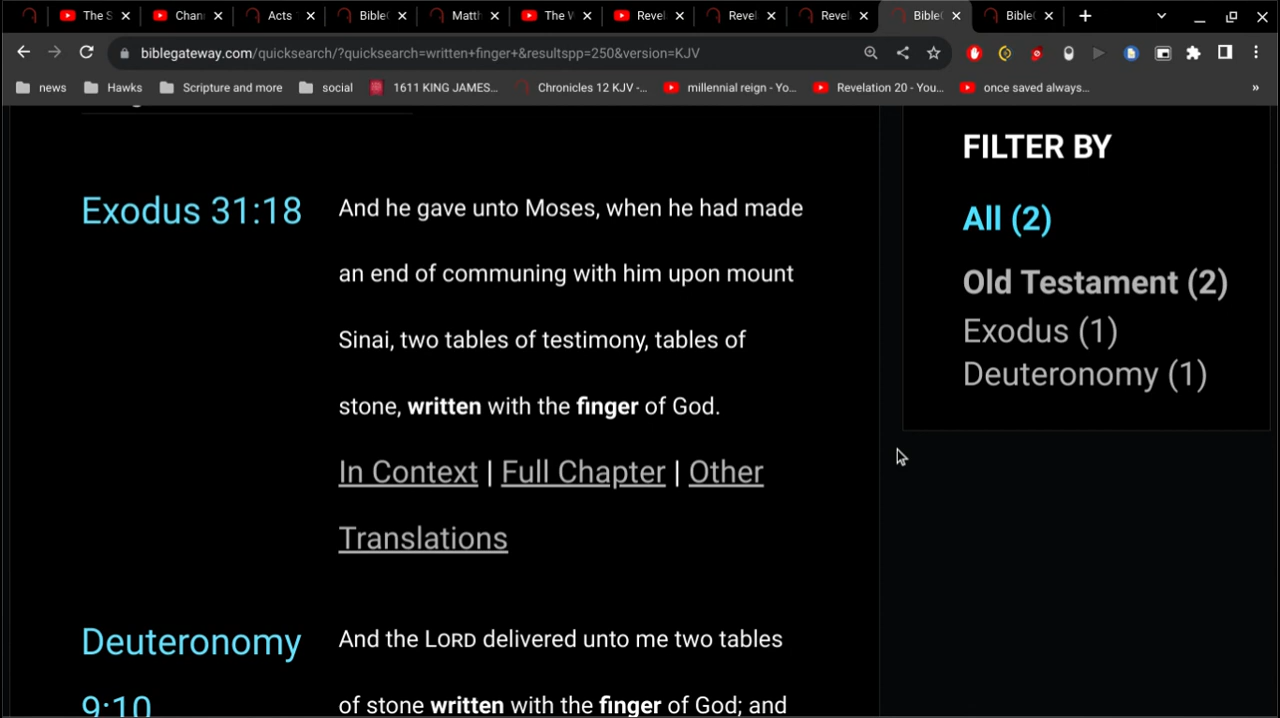 The S
Chan
Acts
Bible
Matt
The W
Revel
Revel
Revel
Bible
Bible
biblegateway.com/quicksearch/?quicksearch=written+finger+&resultspp=250&version=KJV
news
Hawks
Scripture and more
social
1611 KING JAMES...
Chronicles 12 KJV -...
millennial reign - Yo...
Revelation 20 - You...
once saved always...
»
Exodus 31:18
And he gave unto Moses, when he had made
an end of communing with him upon mount
Sinai, two tables of testimony, tables of
stone, written with the finger of God.
In Context | Full Chapter | Other
Translations
Deuteronomy
9:10
And the LORD delivered unto me two tables
of stone written with the finger of God; and
FILTER BY
All (2)
Old Testament (2)
Exodus (1)
Deuteronomy (1)